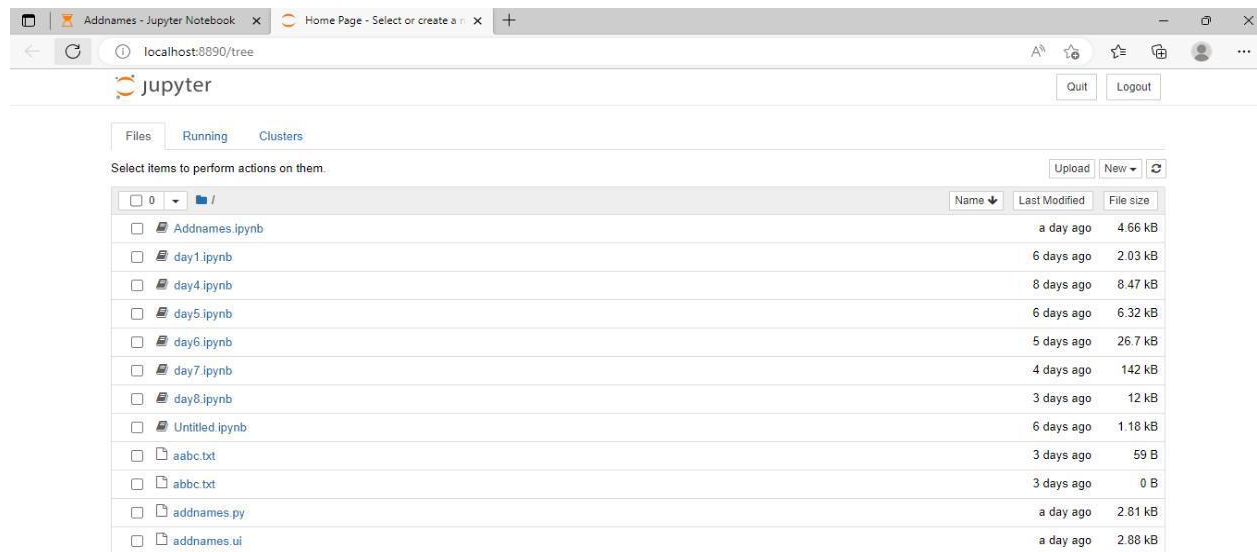 Addnames - Jupyter Notebook Home Page - Select or create a n
localhost:8890/tree
jupyter Quit Logout
Files Running Clusters
Select items to perform actions on them. Upload New
0 / Name Last Modified File size
Addnames.ipynb a day ago 4.66 kB
day1.ipynb 6 days ago 2.03 kB
day4.ipynb 8 days ago 8.47 kB
day5.ipynb 6 days ago 6.32 kB
day6.ipynb 5 days ago 26.7 kB
day7.ipynb 4 days ago 142 kB
day8.ipynb 3 days ago 12 kB
Untitled.ipynb 6 days ago 1.18 kB
aabc.txt 3 days ago 59 B
abbc.txt 3 days ago 0 B
addnames.py a day ago 2.81 kB
addnames.ui a day ago 2.88 kB